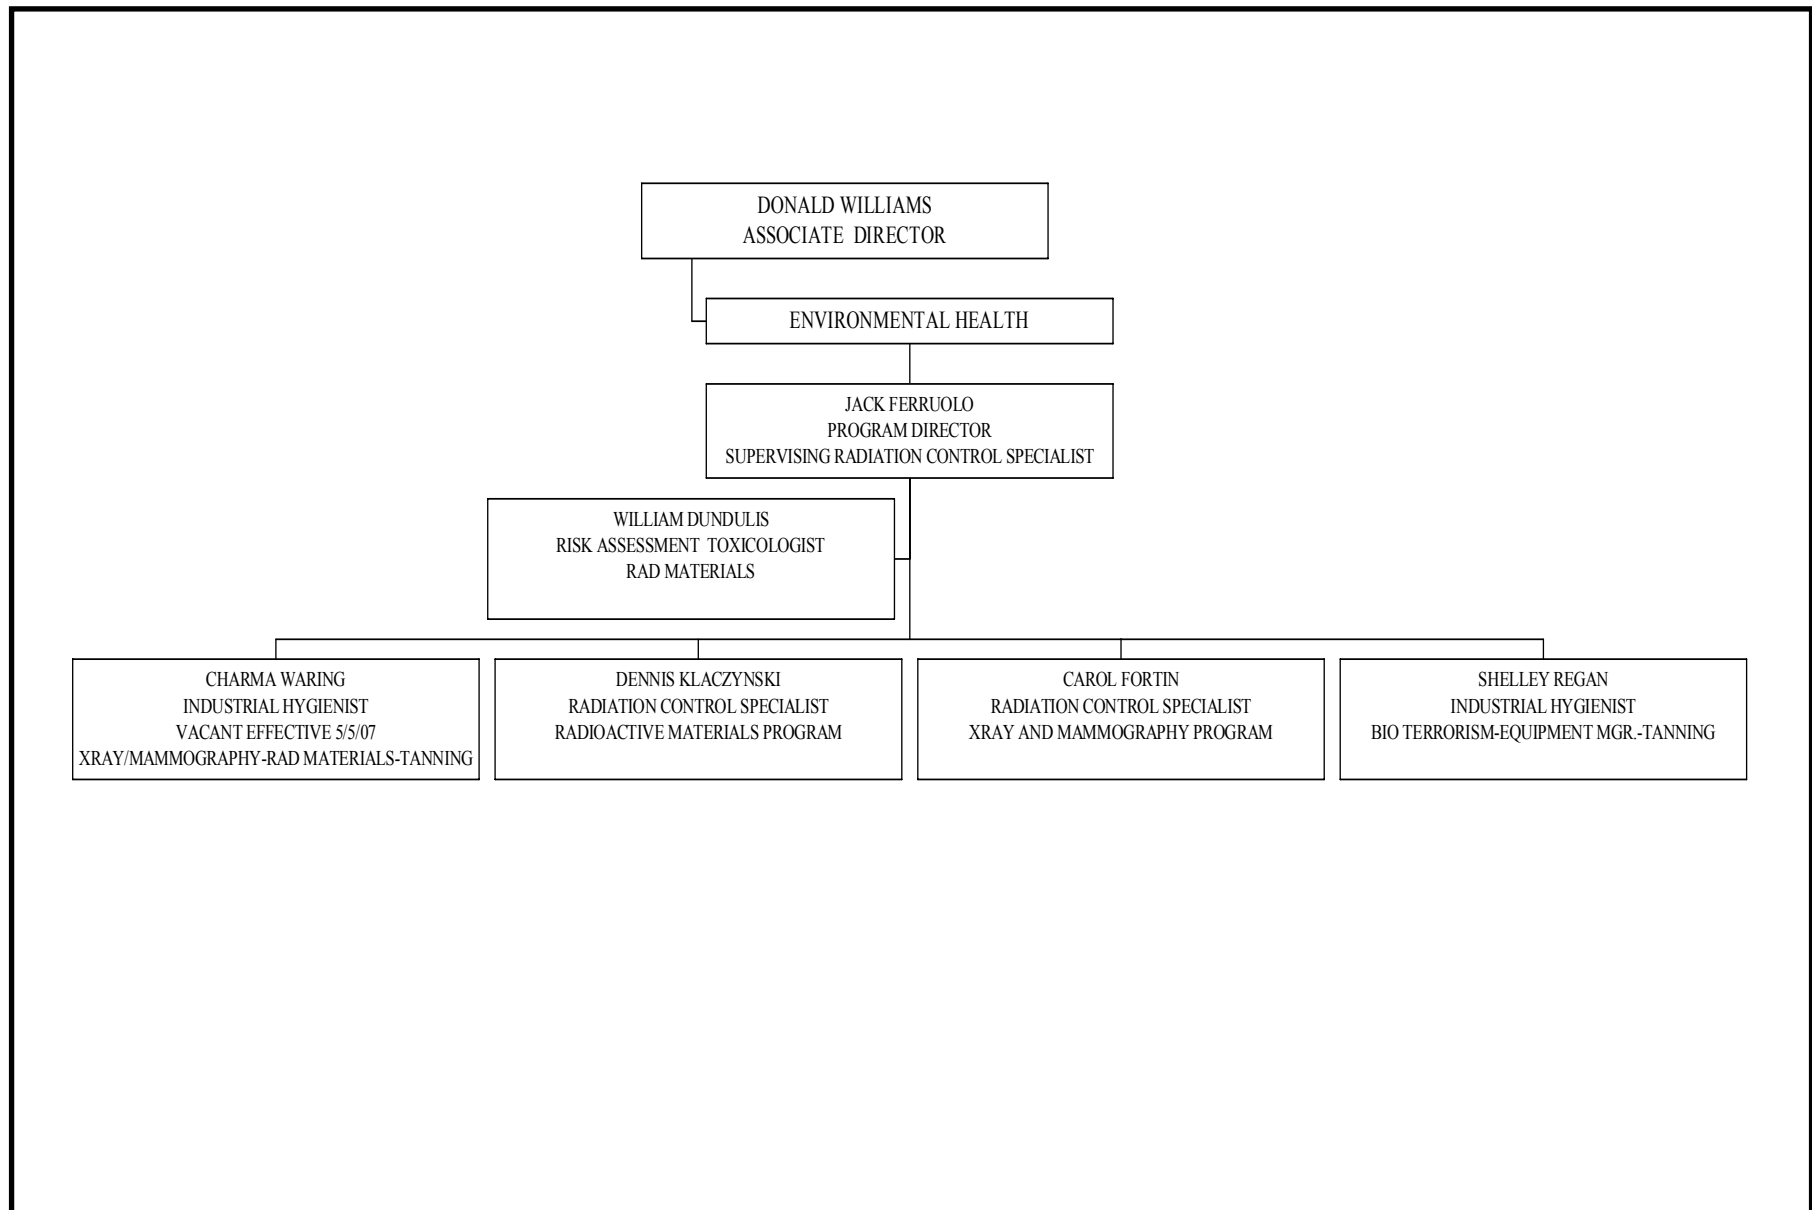 DONALD WILLIAMS
ASSOCIATE DIRECTOR
ENVIRONMENTAL HEALTH
JACK FERRUOLO
PROGRAM DIRECTOR
SUPERVISING RADIATION CONTROL SPECIALIST
WILLIAM DUNDULIS
RISK ASSESSMENT TOXICOLOGIST
RAD MATERIALS
CHARMA WARING
INDUSTRIAL HYGIENIST
VACANT EFFECTIVE 5/5/07
XRAY/MAMMOGRAPHY-RAD MATERIALS-TANNING
DENNIS KLACZYNSKI
RADIATION CONTROL SPECIALIST
RADIOACTIVE MATERIALS PROGRAM
CAROL FORTIN
RADIATION CONTROL SPECIALIST
XRAY AND MAMMOGRAPHY PROGRAM
SHELLEY REGAN
INDUSTRIAL HYGIENIST
BIO TERRORISM-EQUIPMENT MGR.-TANNING